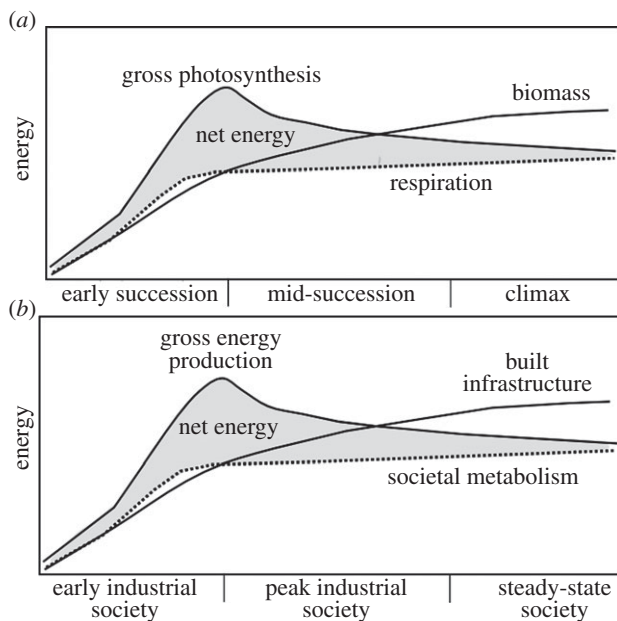 (a)
gross photosynthesis
biomass
net energy
energy
respiration
early succession
mid-succession
climax
(b)
gross energy
production
built
infrastructure
net energy
energy
societal metabolism
early industrial
society
peak industrial
society
steady-state
society